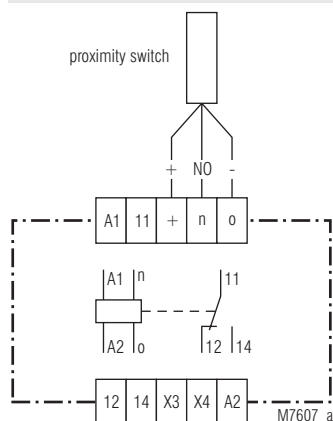 proximity switch
+ NO -
A1 11 + n o
A1 n 11
A2 o 12 14
12 14 X3 X4 A2
M7607_a